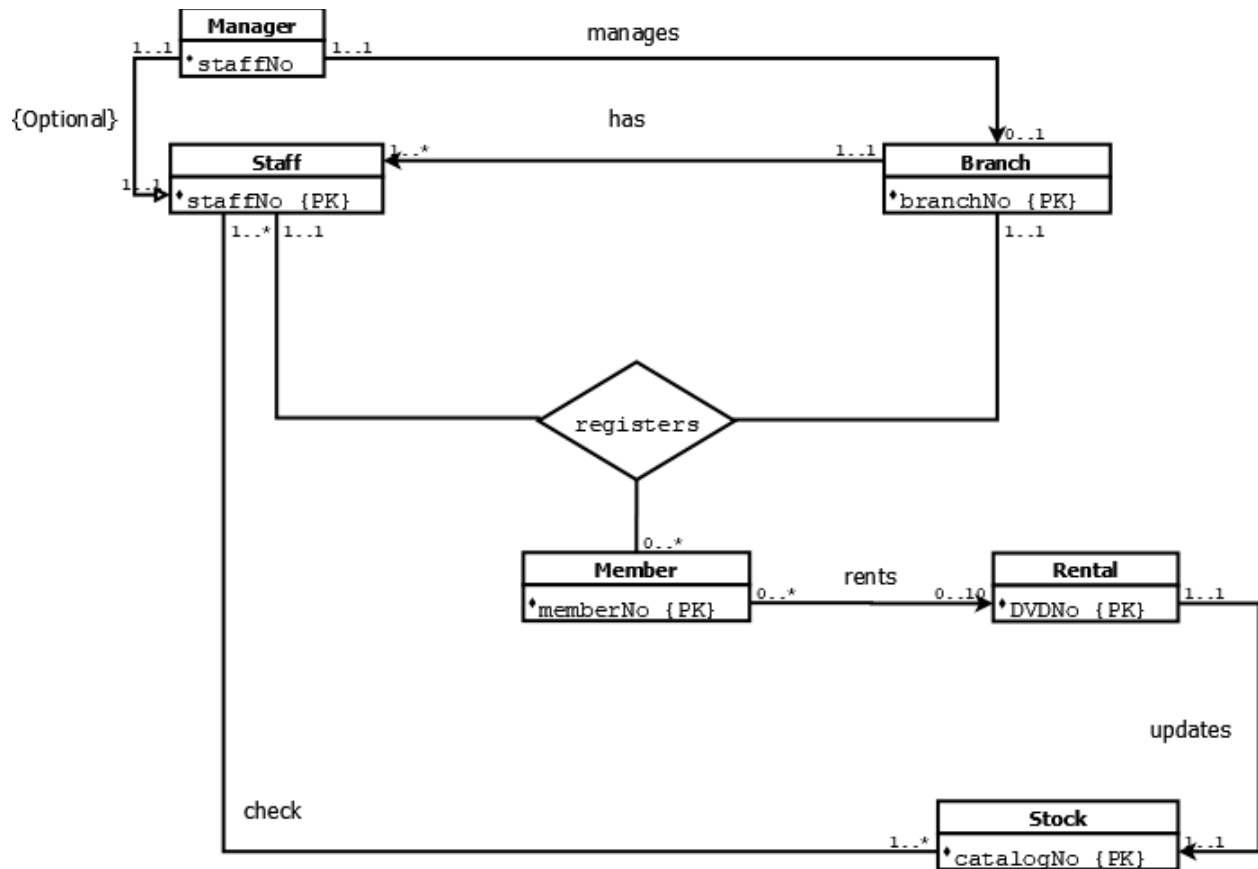 Manager
1..1
1..1
manages
staffNo
{Optional}
has
0..1
Staff
1..*
1..1
Branch
1..1
staffNo {PK}
branchNo {PK}
1..*
1..1
1..1
registers
0..*
Member
rents
Rental
memberNo {PK}
0..*
0..10
DVDNo {PK}
1..1
updates
check
Stock
1..*
catalogNo {PK}
1..1